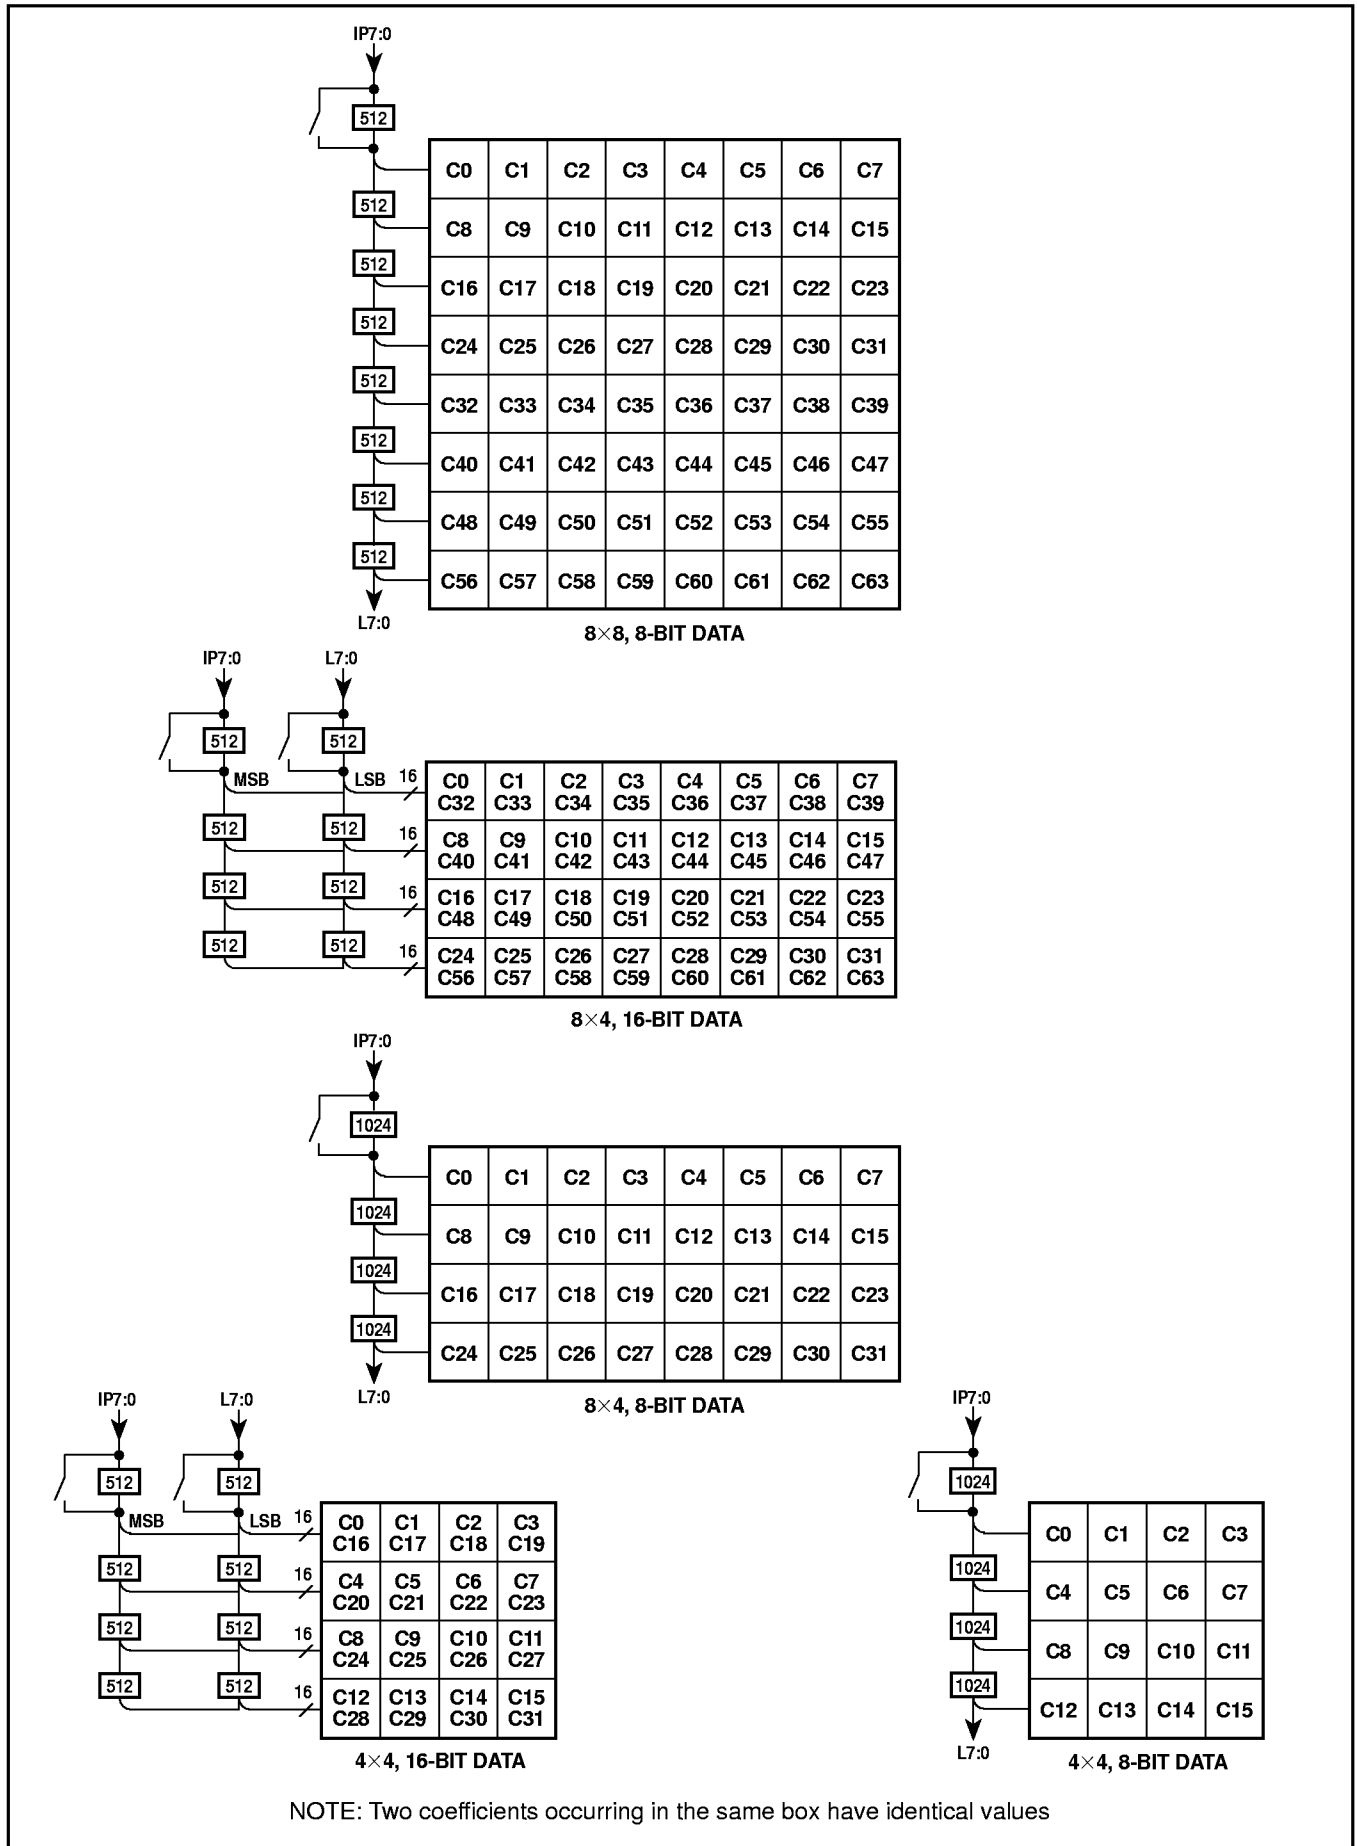 IP7:0
512
C0 C1 C2 C3 C4 C5 C6 C7
512
C8 C9 C10 C11 C12 C13 C14 C15
512
C16 C17 C18 C19 C20 C21 C22 C23
512
C24 C25 C26 C27 C28 C29 C30 C31
512
C32 C33 C34 C35 C36 C37 C38 C39
512
C40 C41 C42 C43 C44 C45 C46 C47
512
C48 C49 C50 C51 C52 C53 C54 C55
512
C56 C57 C58 C59 C60 C61 C62 C63
L7:0
8×8, 8-BIT DATA
IP7:0 L7:0
512 512
MSB LSB 16
C0 C1 C2 C3 C4 C5 C6 C7
C32 C33 C34 C35 C36 C37 C38 C39
512 512 16
C8 C9 C10 C11 C12 C13 C14 C15
C40 C41 C42 C43 C44 C45 C46 C47
512 512 16
C16 C17 C18 C19 C20 C21 C22 C23
C48 C49 C50 C51 C52 C53 C54 C55
512 512 16
C24 C25 C26 C27 C28 C29 C30 C31
C56 C57 C58 C59 C60 C61 C62 C63
8×4, 16-BIT DATA
IP7:0
1024
C0 C1 C2 C3 C4 C5 C6 C7
1024
C8 C9 C10 C11 C12 C13 C14 C15
1024
C16 C17 C18 C19 C20 C21 C22 C23
1024
C24 C25 C26 C27 C28 C29 C30 C31
L7:0
8×4, 8-BIT DATA
IP7:0 L7:0
512 512
MSB LSB 16
C0 C1 C2 C3
C16 C17 C18 C19
512 512 16
C4 C5 C6 C7
C20 C21 C22 C23
512 512 16
C8 C9 C10 C11
C24 C25 C26 C27
512 512 16
C12 C13 C14 C15
C28 C29 C30 C31
4×4, 16-BIT DATA
IP7:0
1024
C0 C1 C2 C3
1024
C4 C5 C6 C7
1024
C8 C9 C10 C11
1024
C12 C13 C14 C15
L7:0
4×4, 8-BIT DATA
NOTE: Two coefficients occurring in the same box have identical values